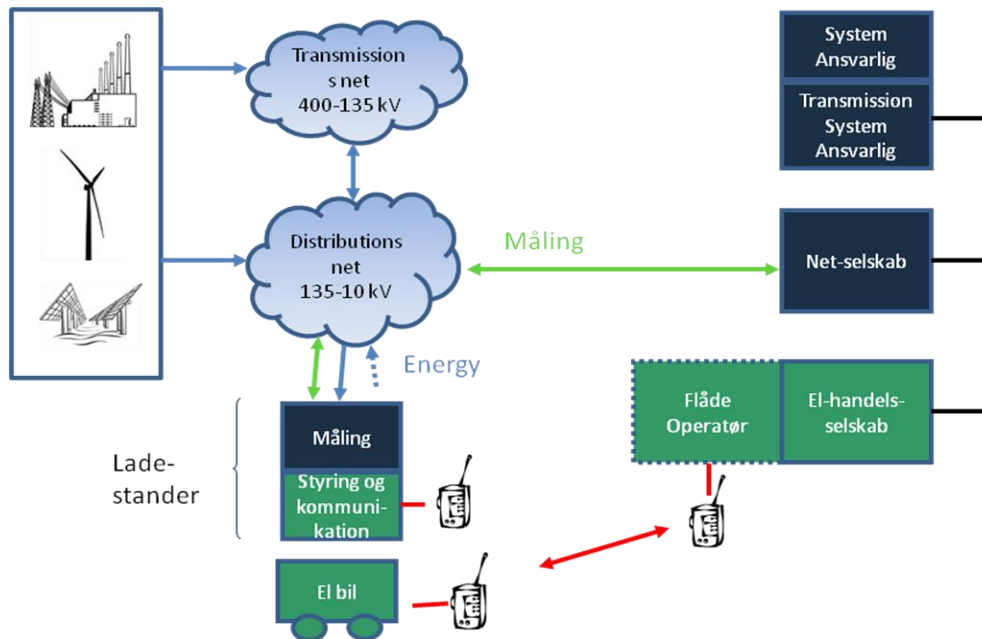 Transmission
s net
400-135 kV
System
Ansvarlig
Transmission
System
Ansvarlig
Distributions
net
135-10 kV
Måling
Net-selskab
Energy
Flåde
Operatør
El-handels-
selskab
Lade-
stander
Måling
Styring og
kommuni-
kation
El bil